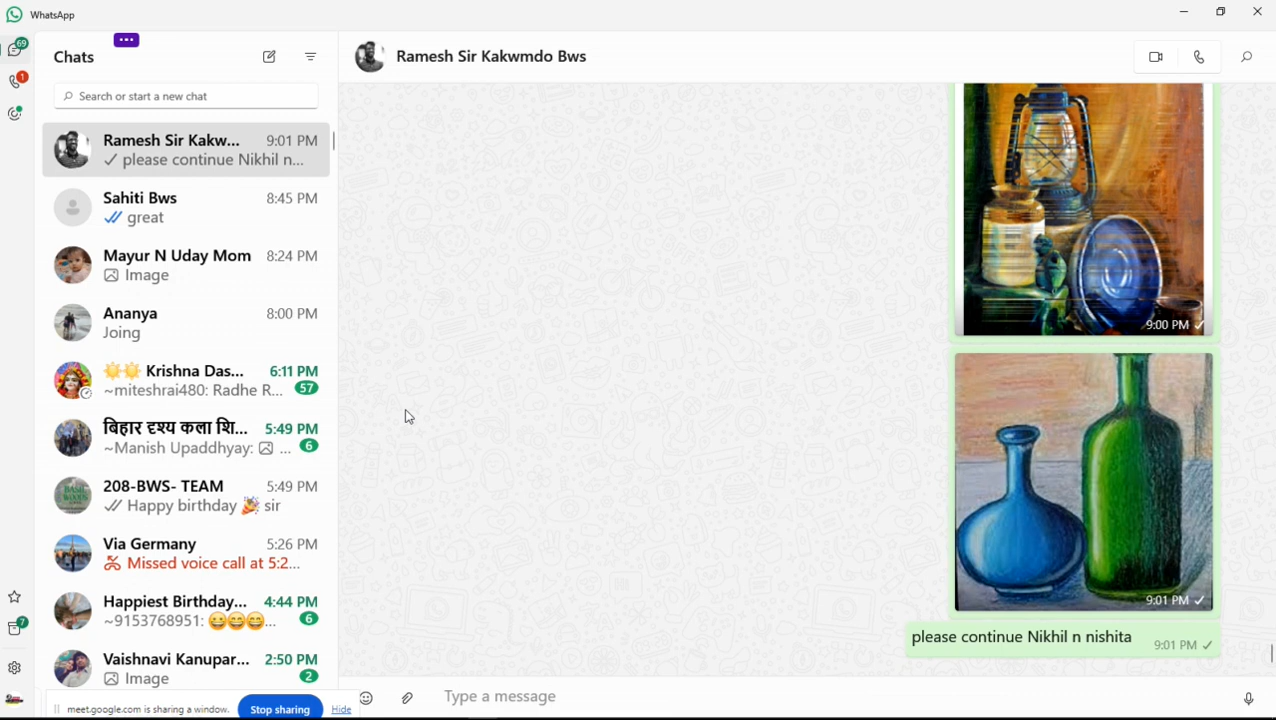 WhatsApp
69
1
7
Chats
Search or start a new chat
Ramesh Sir Kakw... 9:01 PM
please continue Nikhil n...
Sahiti Bws 8:45 PM
great
Mayur N Uday Mom 8:24 PM
Image
Ananya 8:00 PM
Joing
Krishna Das... 6:11 PM
~miteshrai480: Radhe R... 57
बिहार दृश्य कला शि... 5:49 PM
~Manish Upaddhyay: ... 6
208-BWS- TEAM 5:49 PM
Happy birthday 🎉 sir
Via Germany 5:26 PM
Missed voice call at 5:2...
Happiest Birthday... 4:44 PM
~9153768951: 😀😀😀... 6
Vaishnavi Kanupar... 2:50 PM
Image 2
meet.google.com is sharing a window. Stop sharing Hide
Ramesh Sir Kakwmdo Bws
9:00 PM
9:01 PM
please continue Nikhil n nishita 9:01 PM
Type a message